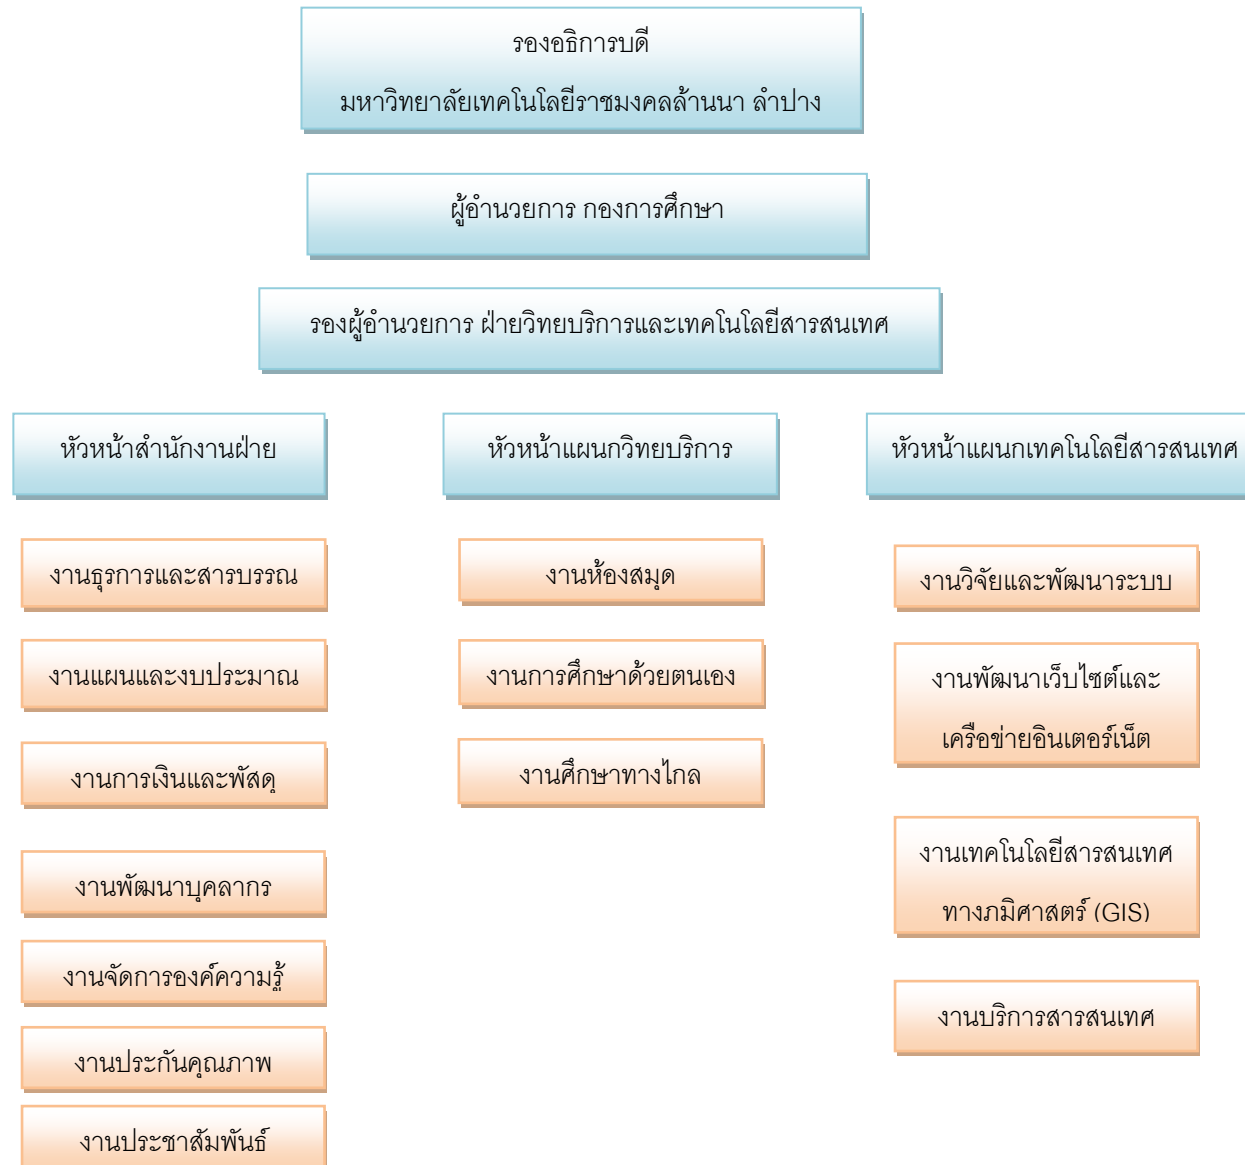 รองอธิการบดี
มหาวิทยาลัยเทคโนโลยีราชมงคลล้านนา ลำปาง
ผู้อำนวยการ กองการศึกษา
รองผู้อำนวยการ ฝ่ายวิทยบริการและเทคโนโลยีสารสนเทศ
หัวหน้าสำนักงานฝ่าย
งานธุรการและสารบรรณ
งานแผนและงบประมาณ
งานการเงินและพัสดุ
งานพัฒนาบุคลากร
งานจัดการองค์ความรู้
งานประกันคุณภาพ
งานประชาสัมพันธ์
หัวหน้าแผนกวิทยบริการ
งานห้องสมุด
งานการศึกษาด้วยตนเอง
งานศึกษาทางไกล
หัวหน้าแผนกเทคโนโลยีสารสนเทศ
งานวิจัยและพัฒนาระบบ
งานพัฒนาเว็บไซต์และ
เครือข่ายอินเตอร์เน็ต
งานเทคโนโลยีสารสนเทศ
ทางภูมิศาสตร์ (GIS)
งานบริการสารสนเทศ